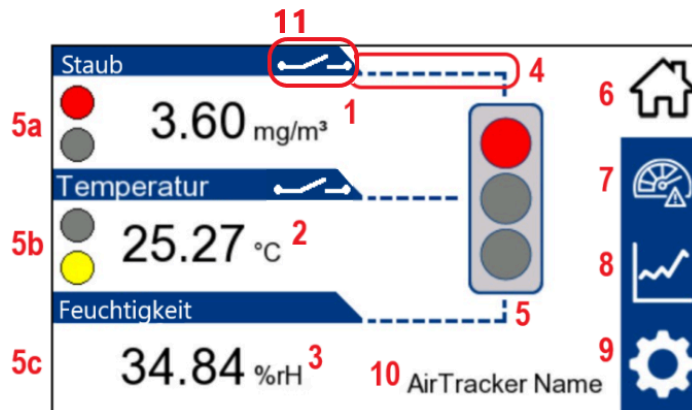 11
Staub
4
1
6
5a
3.60 mg/m³
7
Temperatur
5b
25.27 °C 2
8
Feuchtigkeit
5
5c
34.84 %rH 3
9
10 AirTracker Name